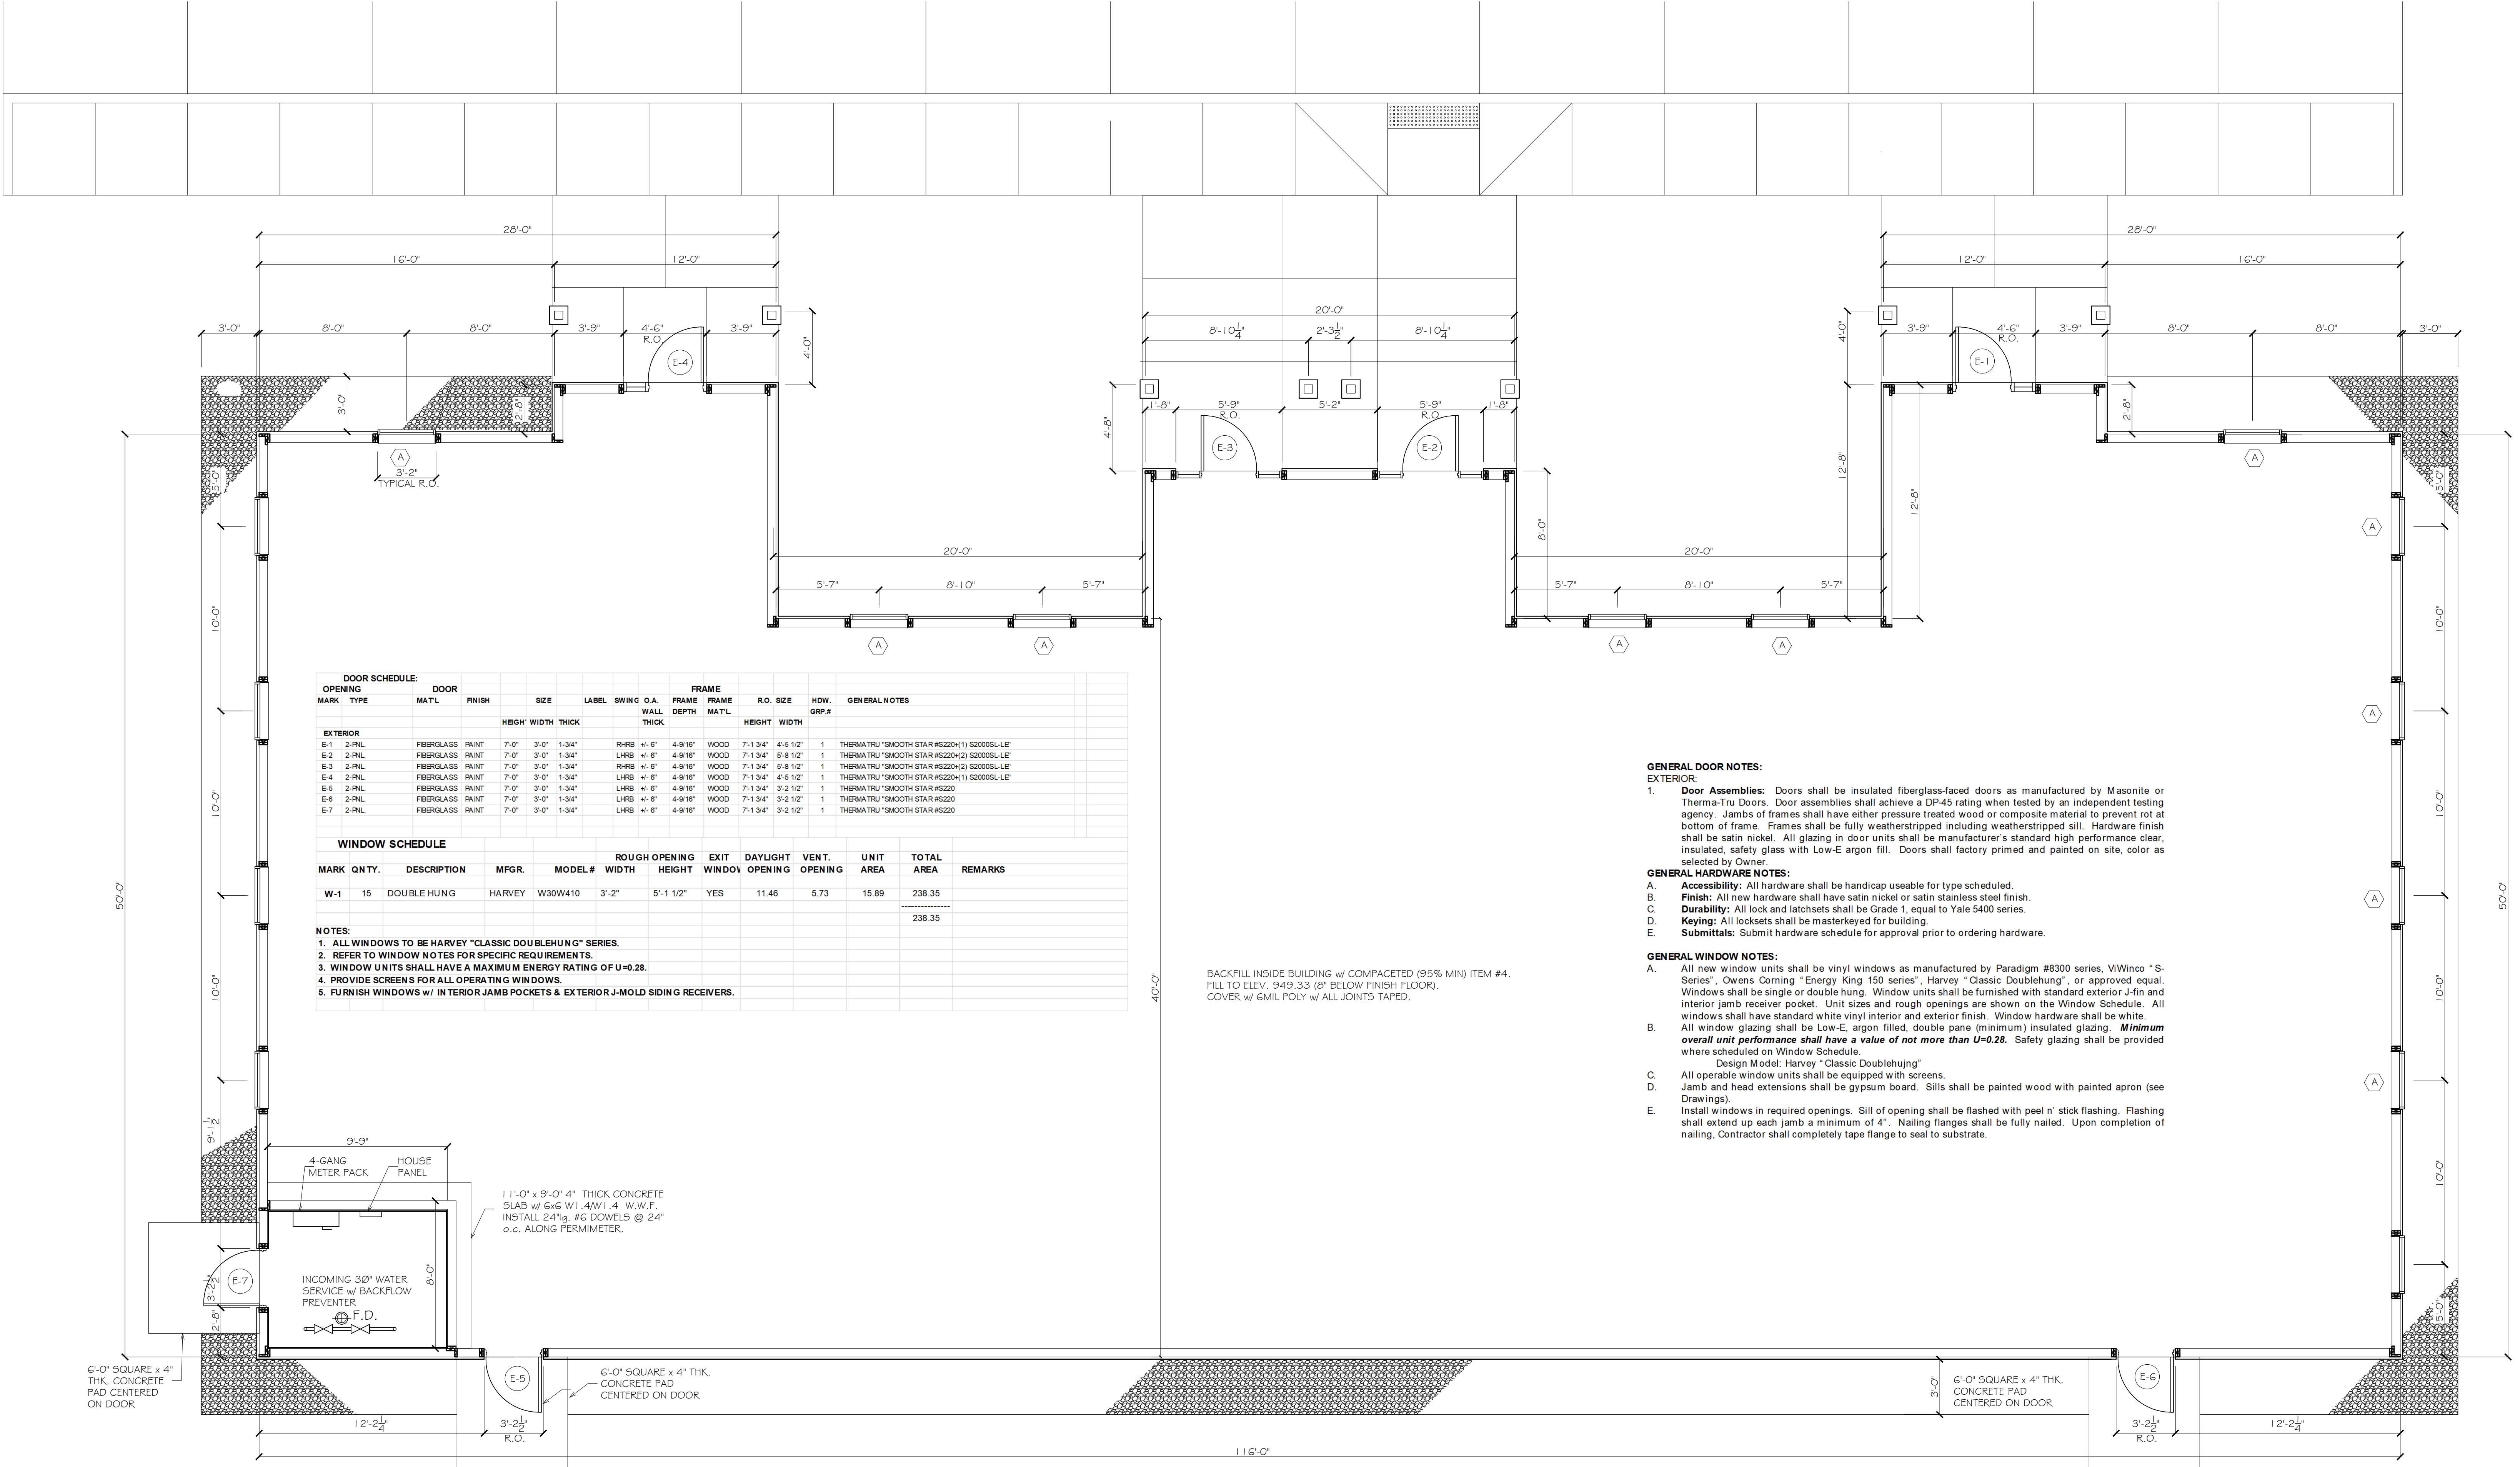 28'-0"
28'-0"
16'-0"
12'-0"
12'-0"
16'-0"
20'-0"
3'-0"
8'-0"
8'-0"
3'-9"
4'-6"
R.O.
3'-9"
4'-0"
8'-10 1/4"
2'-3 1/2"
8'-10 1/4"
4'-0"
3'-9"
4'-6"
R.O.
3'-9"
8'-0"
8'-0"
3'-0"
E-4
E-1
3'-0"
2'-8"
4'-8"
1'-8"
5'-9"
R.O.
5'-2"
5'-9"
R.O.
1'-8"
2'-8"
E-3
E-2
A
3'-2"
TYPICAL R.O.
A
5'-0"
12'-8"
12'-8"
5'-0"
8'-0"
A
20'-0"
20'-0"
5'-7"
8'-10"
5'-7"
5'-7"
8'-10"
5'-7"
10'-0"
10'-0"
A
A
A
A
A
DOOR SCHEDULE:
OPENING DOOR FRAME
MARK TYPE MAT'L FINISH SIZE LABEL SWING O.A. FRAME FRAME R.O. SIZE HDW. GENERAL NOTES
WALL DEPTH MAT'L. GRP.#
HEIGH WIDTH THICK THICK. HEIGHT WIDTH
EXTERIOR
E-1 2-PNL. FIBERGLASS PAINT 7'-0" 3'-0" 1-3/4" RHRB +/- 6" 4-9/16" WOOD 7'-1 3/4" 4'-5 1/2" 1 THERMATRU "SMOOTH STAR #S220+(1) S2000SL-LE"
E-2 2-PNL. FIBERGLASS PAINT 7'-0" 3'-0" 1-3/4" LHRB +/- 6" 4-9/16" WOOD 7'-1 3/4" 5'-8 1/2" 1 THERMATRU "SMOOTH STAR #S220+(2) S2000SL-LE"
E-3 2-PNL. FIBERGLASS PAINT 7'-0" 3'-0" 1-3/4" RHRB +/- 6" 4-9/16" WOOD 7'-1 3/4" 5'-8 1/2" 1 THERMATRU "SMOOTH STAR #S220+(2) S2000SL-LE"
E-4 2-PNL. FIBERGLASS PAINT 7'-0" 3'-0" 1-3/4" LHRB +/- 6" 4-9/16" WOOD 7'-1 3/4" 4'-5 1/2" 1 THERMATRU "SMOOTH STAR #S220+(1) S2000SL-LE"
E-5 2-PNL. FIBERGLASS PAINT 7'-0" 3'-0" 1-3/4" LHRB +/- 6" 4-9/16" WOOD 7'-1 3/4" 3'-2 1/2" 1 THERMATRU "SMOOTH STAR #S220
E-6 2-PNL. FIBERGLASS PAINT 7'-0" 3'-0" 1-3/4" LHRB +/- 6" 4-9/16" WOOD 7'-1 3/4" 3'-2 1/2" 1 THERMATRU "SMOOTH STAR #S220
E-7 2-PNL. FIBERGLASS PAINT 7'-0" 3'-0" 1-3/4" LHRB +/- 6" 4-9/16" WOOD 7'-1 3/4" 3'-2 1/2" 1 THERMATRU "SMOOTH STAR #S220
WINDOW SCHEDULE
ROUGH OPENING EXIT DAYLIGHT VENT. UNIT TOTAL
MARK QNTY. DESCRIPTION MFGR. MODEL # WIDTH HEIGHT WINDOV OPENING OPENING AREA AREA REMARKS
W-1 15 DOUBLE HUNG HARVEY W30W410 3'-2" 5'-1 1/2" YES 11.46 5.73 15.89 238.35
---------------
238.35
NOTES:
1. ALL WINDOWS TO BE HARVEY "CLASSIC DOUBLEHUNG" SERIES.
2. REFER TO WINDOW NOTES FOR SPECIFIC REQUIREMENTS.
3. WINDOW UNITS SHALL HAVE A MAXIMUM ENERGY RATING OF U=0.28.
4. PROVIDE SCREENS FOR ALL OPERATING WINDOWS.
5. FURNISH WINDOWS w/ INTERIOR JAMB POCKETS & EXTERIOR J-MOLD SIDING RECEIVERS.
10'-0"
50'-0"
10'-0"
40'-0"
BACKFILL INSIDE BUILDING w/ COMPACETED (95% MIN) ITEM #4.
FILL TO ELEV. 949.33 (8" BELOW FINISH FLOOR).
COVER w/ 6MIL POLY w/ ALL JOINTS TAPED.
GENERAL DOOR NOTES:
EXTERIOR:
1. Door Assemblies: Doors shall be insulated fiberglass-faced doors as manufactured by Masonite or
Therma-Tru Doors. Door assemblies shall achieve a DP-45 rating when tested by an independent testing
agency. Jambs of frames shall have either pressure treated wood or composite material to prevent rot at
bottom of frame. Frames shall be fully weatherstripped including weatherstripped sill. Hardware finish
shall be satin nickel. All glazing in door units shall be manufacturer's standard high performance clear,
insulated, safety glass with Low-E argon fill. Doors shall factory primed and painted on site, color as
selected by Owner.
GENERAL HARDWARE NOTES:
A. Accessibility: All hardware shall be handicap useable for type scheduled.
B. Finish: All new hardware shall have satin nickel or satin stainless steel finish.
C. Durability: All lock and latchsets shall be Grade 1, equal to Yale 5400 series.
D. Keying: All locksets shall be masterkeyed for building.
E. Submittals: Submit hardware schedule for approval prior to ordering hardware.
GENERAL WINDOW NOTES:
A. All new window units shall be vinyl windows as manufactured by Paradigm #8300 series, ViWinco "S-
Series", Owens Corning "Energy King 150 series", Harvey "Classic Doublehung", or approved equal.
Windows shall be single or double hung. Window units shall be furnished with standard exterior J-fin and
interior jamb receiver pocket. Unit sizes and rough openings are shown on the Window Schedule. All
windows shall have standard white vinyl interior and exterior finish. Window hardware shall be white.
B. All window glazing shall be Low-E, argon filled, double pane (minimum) insulated glazing. Minimum
overall unit performance shall have a value of not more than U=0.28. Safety glazing shall be provided
where scheduled on Window Schedule.
Design Model: Harvey "Classic Doublehujng"
C. All operable window units shall be equipped with screens.
D. Jamb and head extensions shall be gypsum board. Sills shall be painted wood with painted apron (see
Drawings).
E. Install windows in required openings. Sill of opening shall be flashed with peel n' stick flashing. Flashing
shall extend up each jamb a minimum of 4". Nailing flanges shall be fully nailed. Upon completion of
nailing, Contractor shall completely tape flange to seal to substrate.
10'-0"
A
50'-0"
10'-0"
A
10'-0"
9'-1 1/2"
9'-9"
4-GANG
METER PACK
HOUSE
PANEL
11'-0" x 9'-0" 4" THICK CONCRETE
SLAB w/ 6x6 W1.4/W1.4 W.W.F.
INSTALL 24"lg. #6 DOWELS @ 24"
o.c. ALONG PERMIMETER.
8'-0"
3'-2 1/2"
E-7
INCOMING 3Ø" WATER
SERVICE w/ BACKFLOW
PREVENTER
F.D.
2'-8"
5'-0"
6'-0" SQUARE x 4"
THK. CONCRETE
PAD CENTERED
ON DOOR
E-5
6'-0" SQUARE x 4" THK.
CONCRETE PAD
CENTERED ON DOOR
3'-0"
6'-0" SQUARE x 4" THK.
CONCRETE PAD
CENTERED ON DOOR
E-6
12'-2 1/4"
3'-2 1/2"
R.O.
3'-2 1/2"
R.O.
12'-2 1/4"
116'-0"